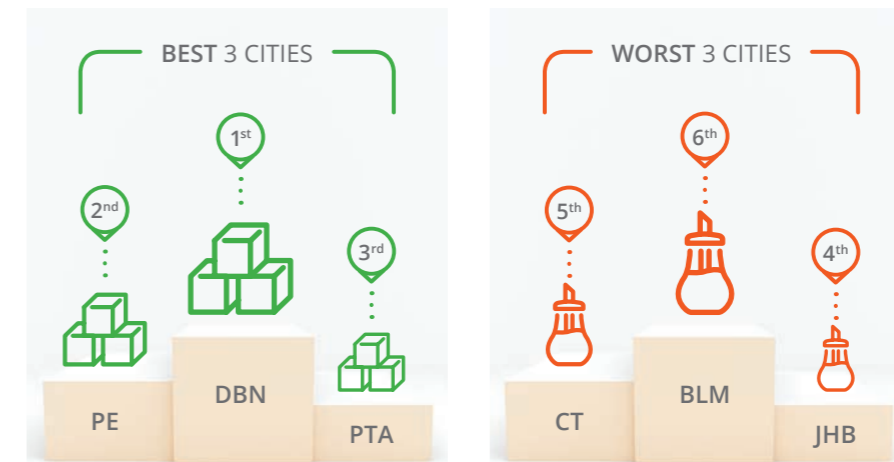 BEST 3 CITIES
1st
2nd
3rd
PE
DBN
PTA
WORST 3 CITIES
6th
5th
4th
CT
BLM
JHB